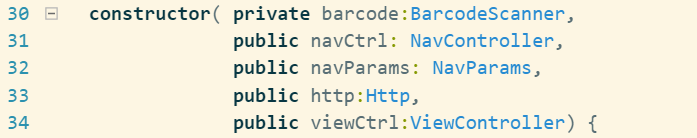 30 constructor( private barcode:BarcodeScanner,
31 public navCtrl: NavController,
32 public navParams: NavParams,
33 public http:Http,
34 public viewCtrl:ViewController) {